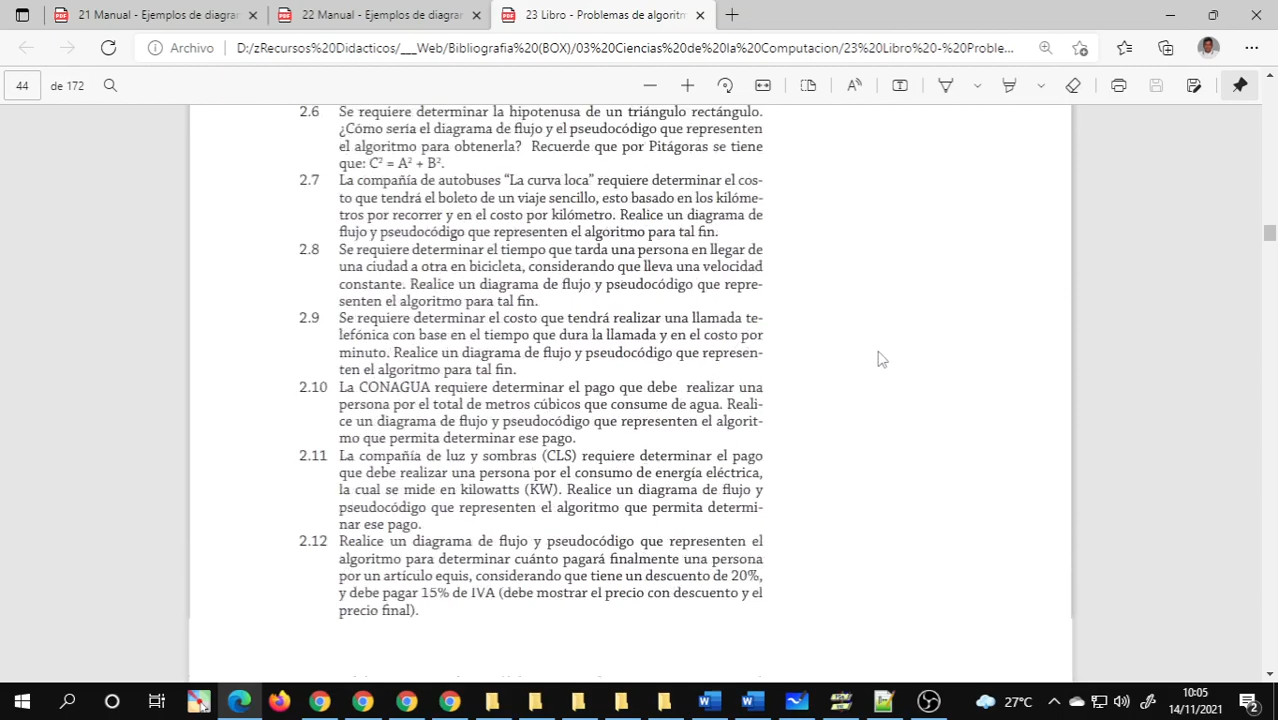 21 Manual - Ejemplos de diagra
22 Manual - Ejemplos de diagra
23 Libro - Problemas de algoritm
Archivo
D:/zRecursos%20Didacticos/___Web/Bibliografia%20(BOX)/03%20Ciencias%20de%20la%20Computacion/23%20Libro%20-%20Proble...
44 de 172
2.6 Se requiere determinar la hipotenusa de un triángulo rectángulo.
¿Cómo sería el diagrama de flujo y el pseudocódigo que representen
el algoritmo para obtenerla? Recuerde que por Pitágoras se tiene
que: C² = A² + B².
2.7 La compañía de autobuses “La curva loca” requiere determinar el cos-
to que tendrá el boleto de un viaje sencillo, esto basado en los kilóme-
tros por recorrer y en el costo por kilómetro. Realice un diagrama de
flujo y pseudocódigo que representen el algoritmo para tal fin.
2.8 Se requiere determinar el tiempo que tarda una persona en llegar de
una ciudad a otra en bicicleta, considerando que lleva una velocidad
constante. Realice un diagrama de flujo y pseudocódigo que repre-
senten el algoritmo para tal fin.
2.9 Se requiere determinar el costo que tendrá realizar una llamada te-
lefónica con base en el tiempo que dura la llamada y en el costo por
minuto. Realice un diagrama de flujo y pseudocódigo que represen-
ten el algoritmo para tal fin.
2.10 La CONAGUA requiere determinar el pago que debe realizar una
persona por el total de metros cúbicos que consume de agua. Reali-
ce un diagrama de flujo y pseudocódigo que representen el algorit-
mo que permita determinar ese pago.
2.11 La compañía de luz y sombras (CLS) requiere determinar el pago
que debe realizar una persona por el consumo de energía eléctrica,
la cual se mide en kilowatts (KW). Realice un diagrama de flujo y
pseudocódigo que representen el algoritmo que permita determi-
nar ese pago.
2.12 Realice un diagrama de flujo y pseudocódigo que representen el
algoritmo para determinar cuánto pagará finalmente una persona
por un artículo equis, considerando que tiene un descuento de 20%,
y debe pagar 15% de IVA (debe mostrar el precio con descuento y el
precio final).
27°C
10:05
14/11/2021
2